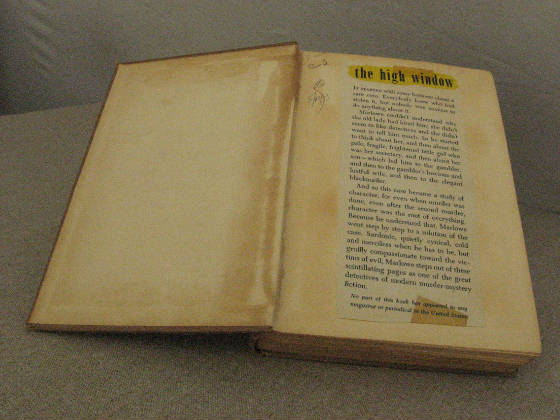 the high window
It started with some business about a
rare coin. Everybody knew who had
stolen it, but nobody was anxious to
do anything about it.
Marlowe couldn't understand why
the old lady had hired him; she didn't
seem to like detectives and she didn't
want to tell him much. So he started
to think about her, and then about the
pale, fragile, frightened little girl who
was her secretary, and then about her
son—which led him to the gambler,
and then to the gambler's luscious and
lustful wife, and then to the elegant
blackmailer.
And so this case became a study of
character, for even when murder was
done, even after the second murder,
character was the root of everything.
Because he understood that, Marlowe
went step by step to a solution of the
case. Sardonic, quietly cynical, cold
and merciless when he has to be, but
gruffly compassionate toward the vic-
tims of evil, Marlowe steps out of these
scintillating pages as one of the great
detectives of modern murder-mystery
fiction.
No part of this book has appeared in any
magazine or periodical in the United States